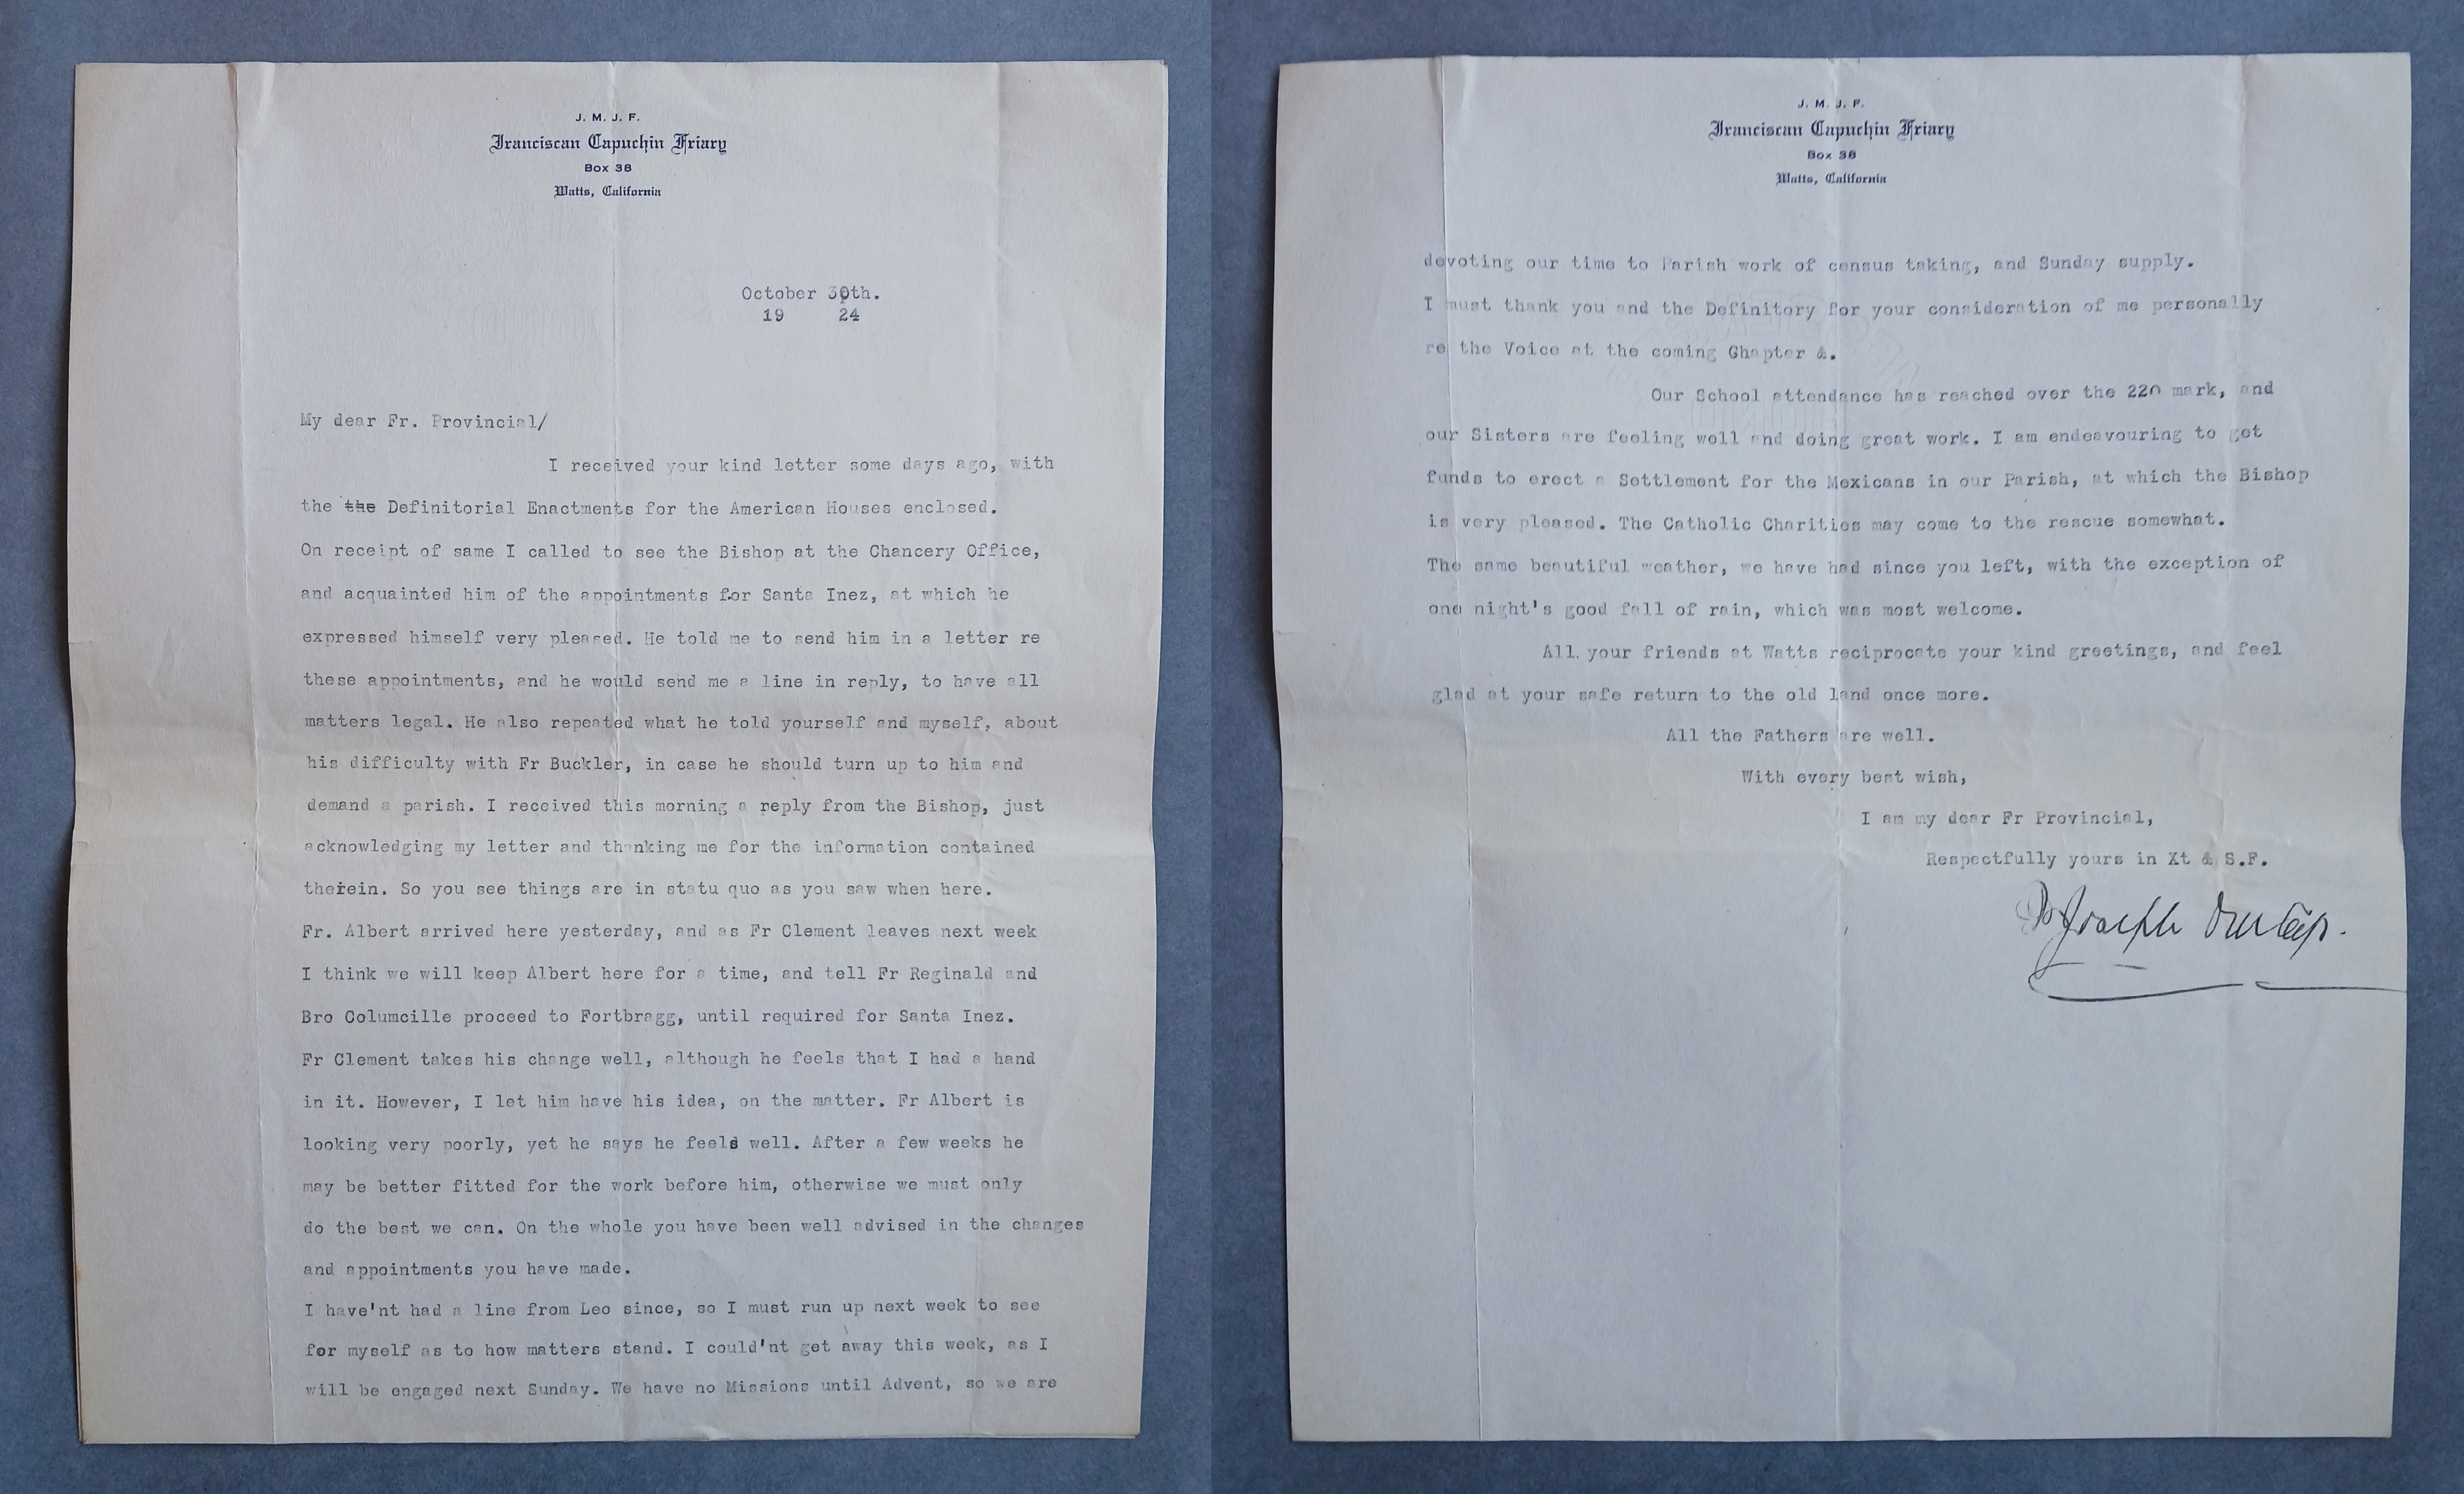 J. M. J. F.
Franciscan Capuchin Friary
Box 38
Watts, California
October 30th.
19 24
My dear Fr. Provincial/
I received your kind letter some days ago, with
the the Definitorial Enactments for the American Houses enclosed.
On receipt of same I called to see the Bishop at the Chancery Office,
and acquainted him of the appointments for Santa Inez, at which he
expressed himself very pleased. He told me to send him in a letter re
these appointments, and he would send me a line in reply, to have all
matters legal. He also repeated what he told yourself and myself, about
his difficulty with Fr Buckler, in case he should turn up to him and
demand a parish. I received this morning a reply from the Bishop, just
acknowledging my letter and thanking me for the information contained
therein. So you see things are in statu quo as you saw when here.
Fr. Albert arrived here yesterday, and as Fr Clement leaves next week
I think we will keep Albert here for a time, and tell Fr Reginald and
Bro Columcille proceed to Fortbragg, until required for Santa Inez.
Fr Clement takes his change well, although he feels that I had a hand
in it. However, I let him have his idea, on the matter. Fr Albert is
looking very poorly, yet he says he feels well. After a few weeks he
may be better fitted for the work before him, otherwise we must only
do the best we can. On the whole you have been well advised in the changes
and appointments you have made.
I have'nt had a line from Leo since, so I must run up next week to see
for myself as to how matters stand. I could'nt get away this week, as I
will be engaged next Sunday. We have no Missions until Advent, so we are
J. M. J. F.
Franciscan Capuchin Friary
Box 38
Watts, California
devoting our time to Parish work of census taking, and Sunday supply.
I must thank you and the Definitory for your consideration of me personally
re the Voice at the coming Chapter &.
Our School attendance has reached over the 220 mark, and
our Sisters are feeling well and doing great work. I am endeavouring to get
funds to erect a Settlement for the Mexicans in our Parish, at which the Bishop
is very pleased. The Catholic Charities may come to the rescue somewhat.
The same beautiful weather, we have had since you left, with the exception of
one night's good fall of rain, which was most welcome.
All your friends at Watts reciprocate your kind greetings, and feel
glad at your safe return to the old land once more.
All the Fathers are well.
With every best wish,
I am my dear Fr Provincial,
Respectfully yours in Xt & S.F.
Joseph